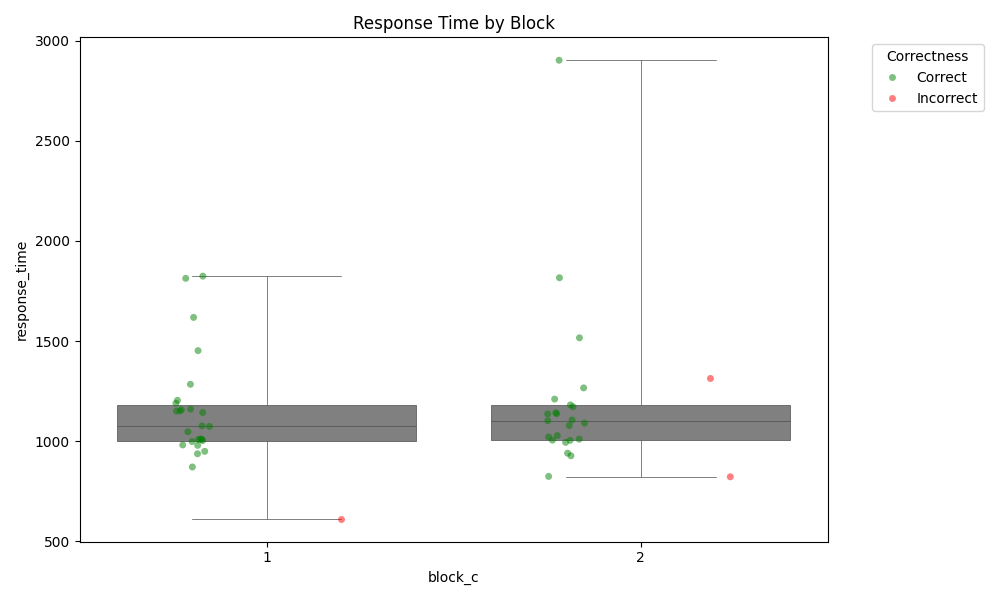 Response Time by Block
response_time
3000
2500
2000
1500
1000
500
1
2
block_c
Correctness
Correct
Incorrect